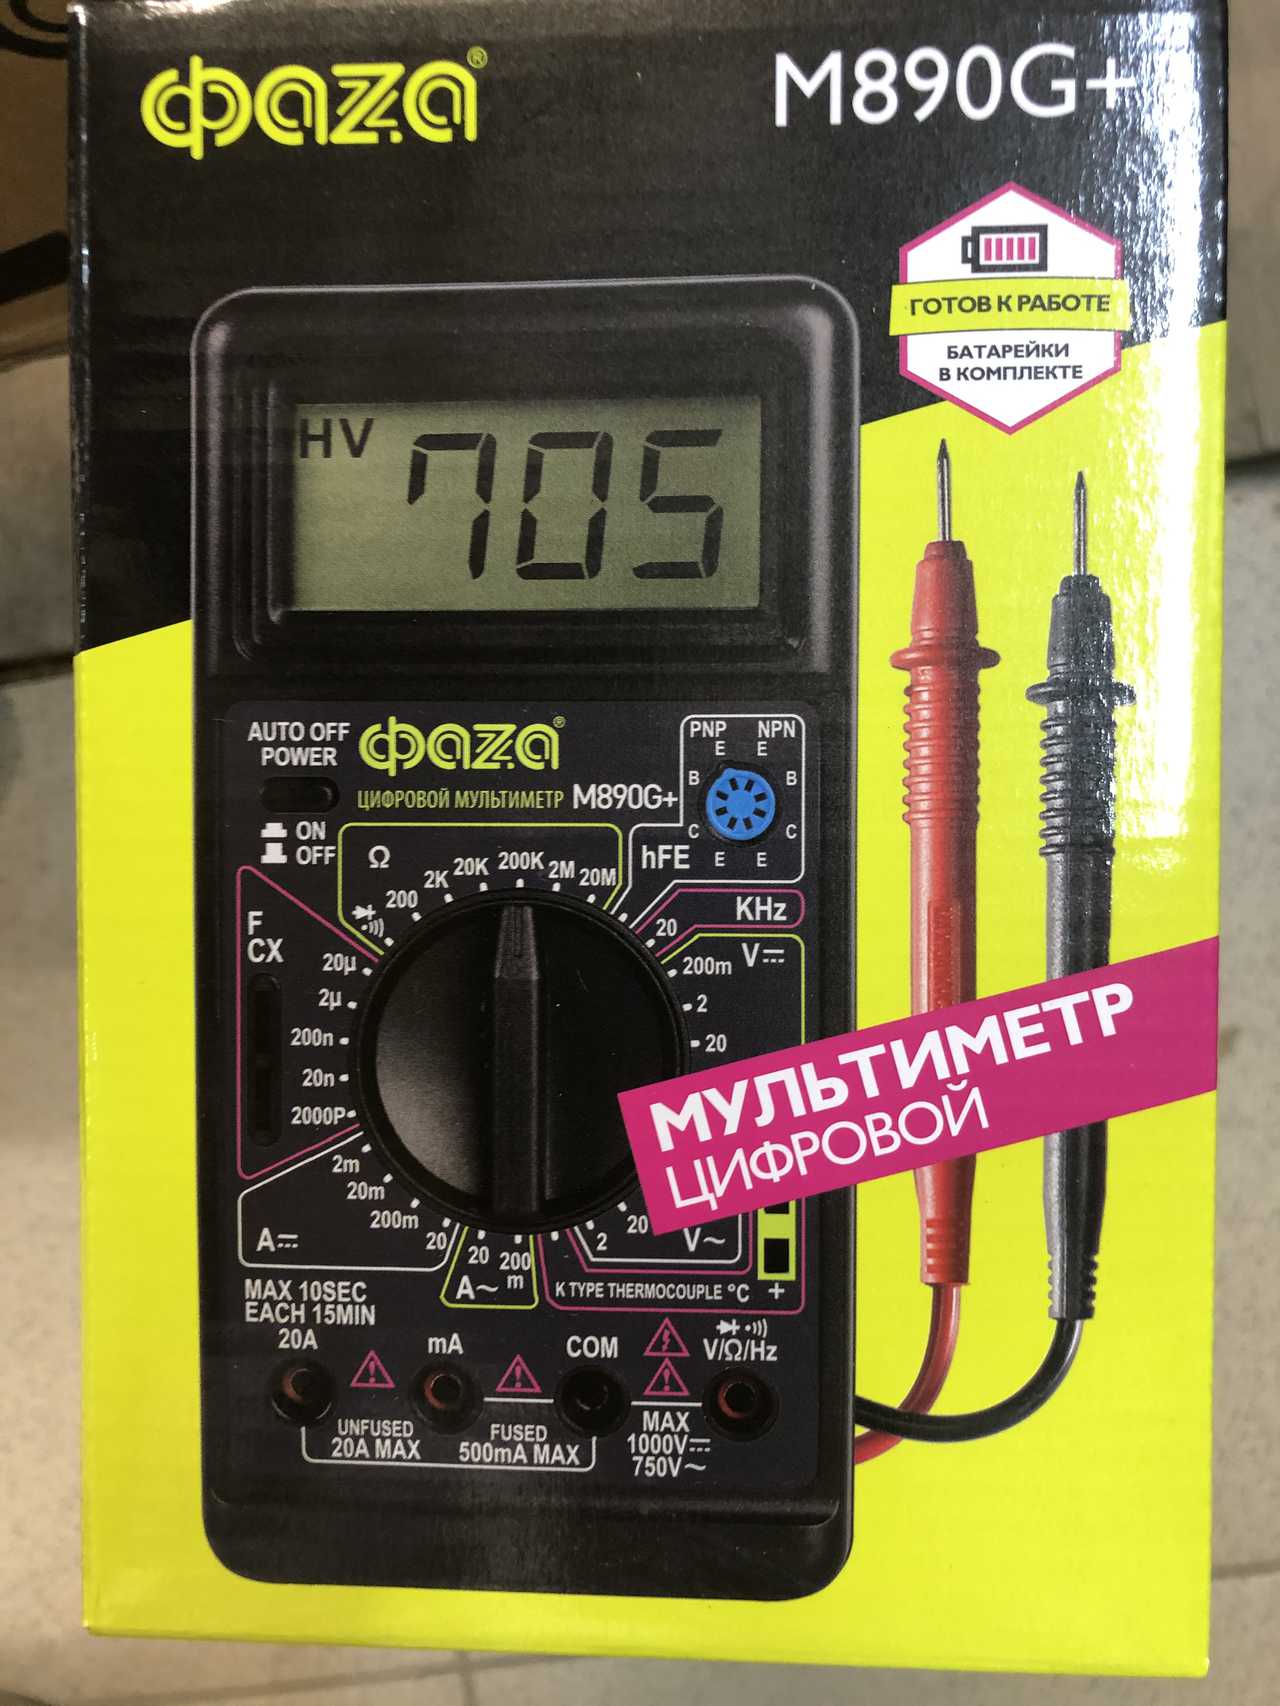 фаza®
M890G+
ГОТОВ К РАБОТЕ
БАТАРЕЙКИ
В КОМПЛЕКТЕ
HV 705
AUTO OFF
POWER
фаza®
ЦИФРОВОЙ МУЛЬТИМЕТР M890G+
ON
OFF
PNP NPN
E E
B B
C C
E E
hFE
Ω
200
2K
20K
200K
2M
20M
KHz
20
F
CX
20µ
2µ
200n
20n
2000P
V
200m
2
20
МУЛЬТИМЕТР
ЦИФРОВОЙ
2m
20m
200m
20
A
20
200
m
A~
2
20
V~
K TYPE THERMOCOUPLE °C
+
MAX 10SEC
EACH 15MIN
20A
mA
COM
V/Ω/Hz
UNFUSED
20A MAX
FUSED
500mA MAX
MAX
1000V
750V~